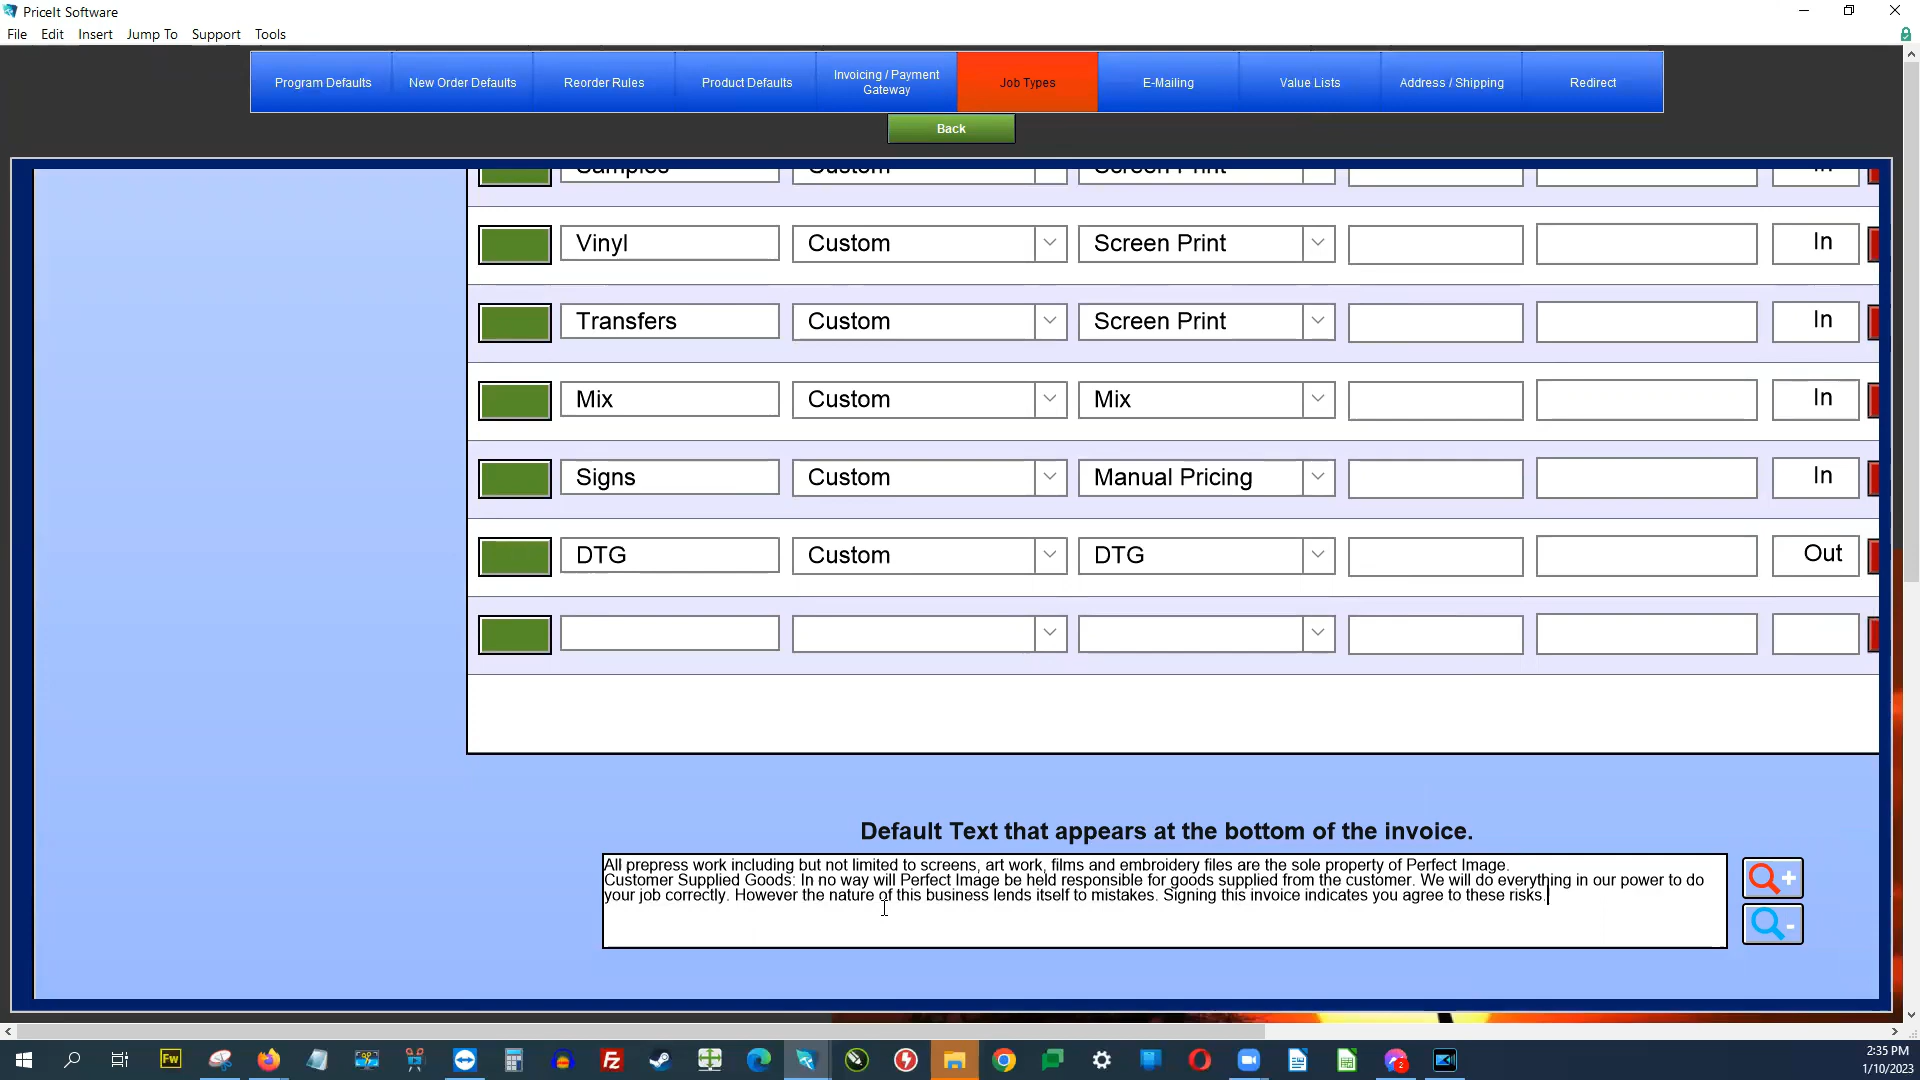 PriceIt Software
File Edit Insert Jump To Support Tools
Program Defaults New Order Defaults Reorder Rules Product Defaults Invoicing / Payment Gateway Job Types E-Mailing Value Lists Address / Shipping Redirect
Back
Samples Custom Screen Print In
Vinyl Custom Screen Print In
Transfers Custom Screen Print In
Mix Custom Mix In
Signs Custom Manual Pricing In
DTG Custom DTG Out
Default Text that appears at the bottom of the invoice.
All prepress work including but not limited to screens, art work, films and embroidery files are the sole property of Perfect Image.
Customer Supplied Goods: In no way will Perfect Image be held responsible for goods supplied from the customer. We will do everything in our power to do
your job correctly. However the nature of this business lends itself to mistakes. Signing this invoice indicates you agree to these risks.
Fw
2
2:35 PM
1/10/2023